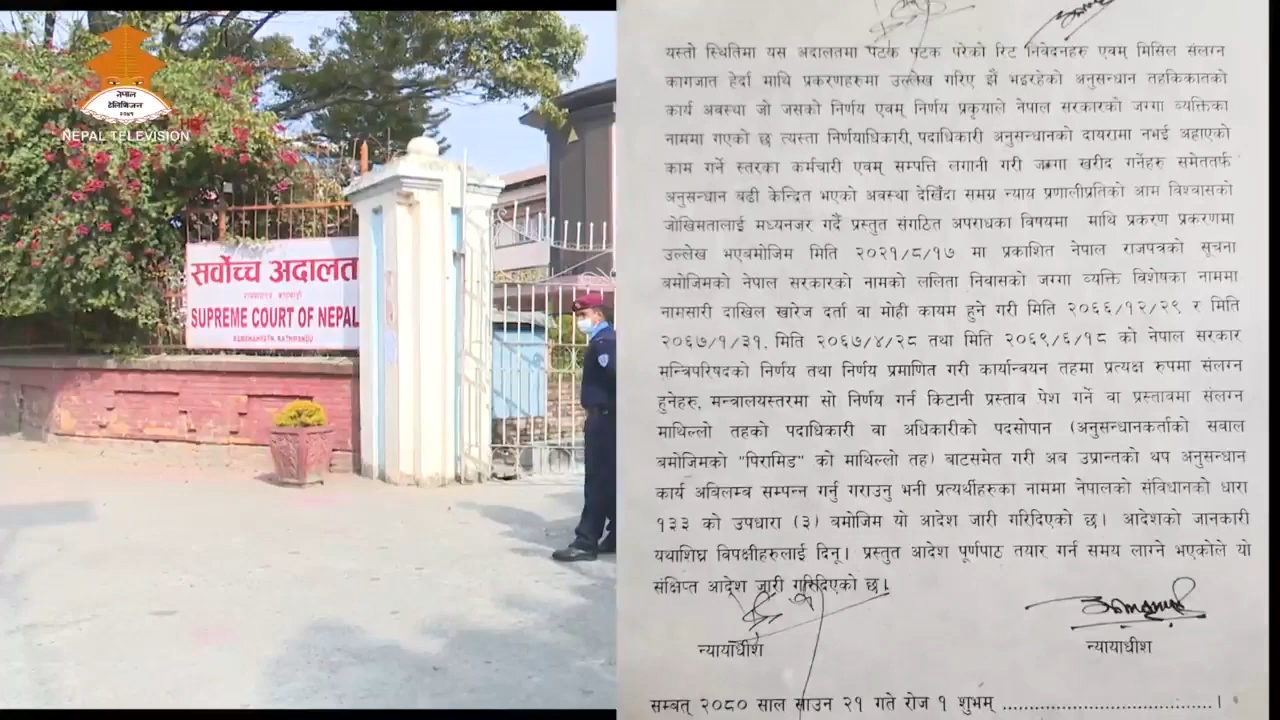 नेपाल
टेलिभिजन
२०४१
NEPAL TELEVISION
HD
सर्वोच्च अदालत
रामशाहपथ, काठमाडौं
SUPREME COURT OF NEPAL
RAMSHAHPATH, KATHMANDU
यस्तो स्थितिमा यस अदालतमा पटक पटक परेको रिट निवेदनहरु एवम् मिसिल संलग्न
कागजात हेर्दा माथि प्रकरणहरुमा उल्लेख गरिए झैं भइरहेको अनुसन्धान तहकिकातको
कार्य अवस्था जो जसको निर्णय एवम् निर्णय प्रकृयाले नेपाल सरकारको जग्गा व्यक्तिका
नाममा गएको छ त्यस्ता निर्णयाधिकारी, पदाधिकारी अनुसन्धानको दायरामा नभई अह्राएको
काम गर्ने स्तरका कर्मचारी एवम् सम्पत्ति लगानी गरी जग्गा खरीद गर्नेहरु समेततर्फ
अनुसन्धान बढी केन्द्रित भएको अवस्था देखिँदा समग्र न्याय प्रणालीप्रतिको आम विश्वासको
जोखिमतालाई मध्यनजर गर्दै प्रस्तुत संगठित अपराधका विषयमा माथि प्रकरण प्रकरणमा
उल्लेख भएबमोजिम मिति २०२१/८/१७ मा प्रकाशित नेपाल राजपत्रको सूचना
बमोजिमको नेपाल सरकारको नामको ललिता निवासको जग्गा व्यक्ति विशेषका नाममा
नामसारी दाखिल खारेज दर्ता वा मोही कायम हुने गरी मिति २०६६/१२/२९ र मिति
२०६७/१/३१, मिति २०६७/४/२८ तथा मिति २०६९/६/१८ को नेपाल सरकार
मन्त्रिपरिषदको निर्णय तथा निर्णय प्रमाणित गरी कार्यान्वयन तहमा प्रत्यक्ष रुपमा संलग्न
हुनेहरु, मन्त्रालयस्तरमा सो निर्णय गर्न किटानी प्रस्ताव पेश गर्ने वा प्रस्तावमा संलग्न
माथिल्लो तहको पदाधिकारी वा अधिकारीको पदसोपान (अनुसन्धानकर्ताको सवाल
बमोजिमको "पिरामिड" को माथिल्लो तह) बाटसमेत गरी अब उप्रान्तको थप अनुसन्धान
कार्य अबिलम्ब सम्पन्न गर्नु गराउनु भनी प्रत्यर्थीहरुका नाममा नेपालको संविधानको धारा
१३३ को उपधारा (३) बमोजिम यो आदेश जारी गरिदिएको छ। आदेशको जानकारी
यथाशिघ्र विपक्षीहरुलाई दिनू। प्रस्तुत आदेश पूर्णपाठ तयार गर्न समय लाग्ने भएकोले यो
संक्षिप्त आदेश जारी गरिदिएको छ।
न्यायाधीश
न्यायाधीश
सम्बत् २०८० साल साउन २१ गते रोज १ शुभम् ....................................।